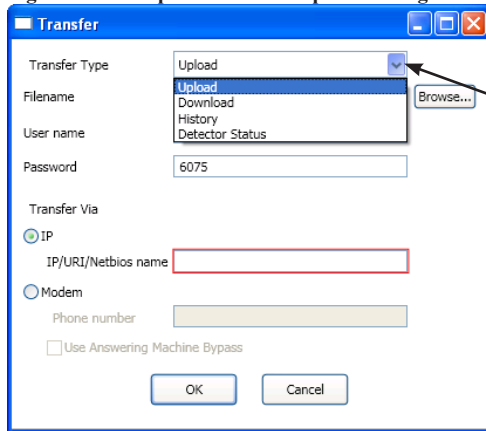 Transfer
Transfer Type Upload
Upload
Filename Browse...
Download
History
User name Detector Status
Password 6075
Transfer Via
IP
IP/URI/Netbios name
Modem
Phone number
Use Answering Machine Bypass
OK Cancel